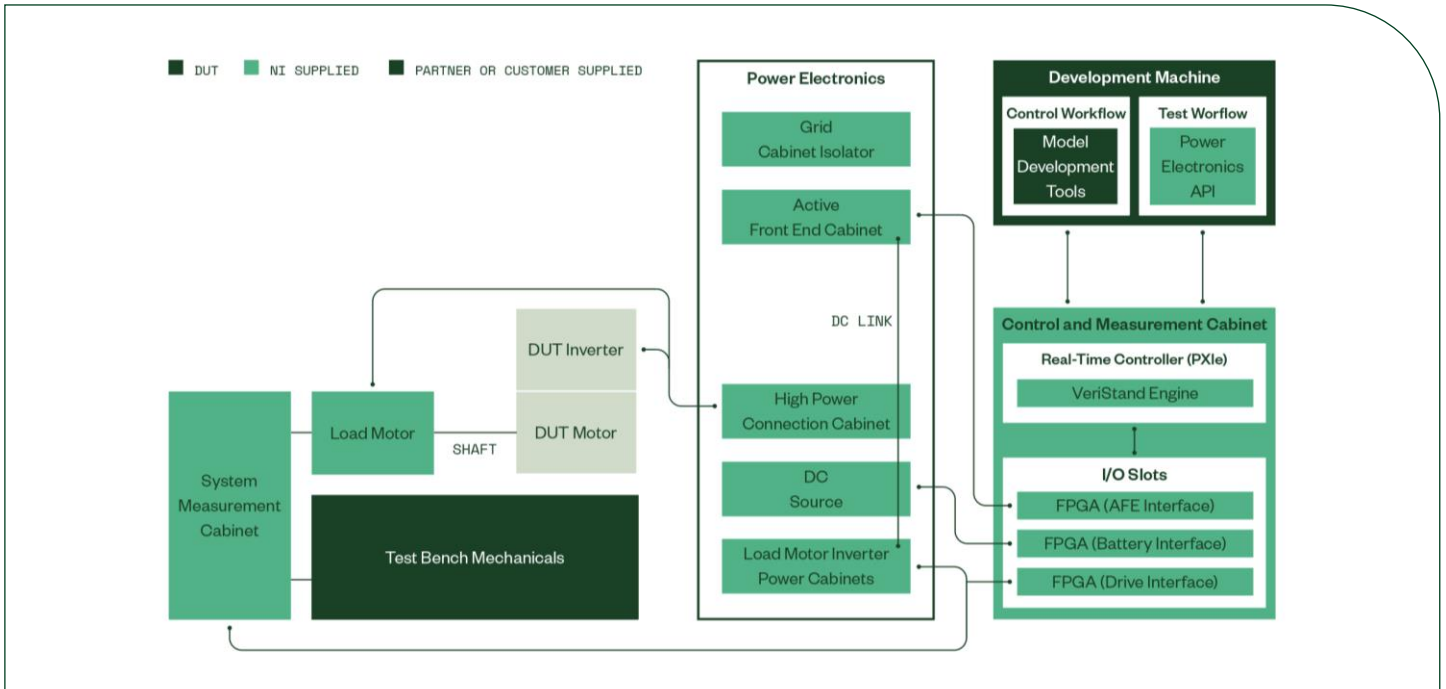 DUT
NI SUPPLIED
PARTNER OR CUSTOMER SUPPLIED
Power Electronics
Grid
Cabinet Isolator
Active
Front End Cabinet
DC LINK
High Power
Connection Cabinet
DC
Source
Load Motor Inverter
Power Cabinets
Development Machine
Control Workflow
Model
Development
Tools
Test Worflow
Power
Electronics
API
Control and Measurement Cabinet
Real-Time Controller (PXIe)
VeriStand Engine
I/O Slots
FPGA (AFE Interface)
FPGA (Battery Interface)
FPGA (Drive Interface)
DUT Inverter
DUT Motor
SHAFT
Load Motor
System
Measurement
Cabinet
Test Bench Mechanicals